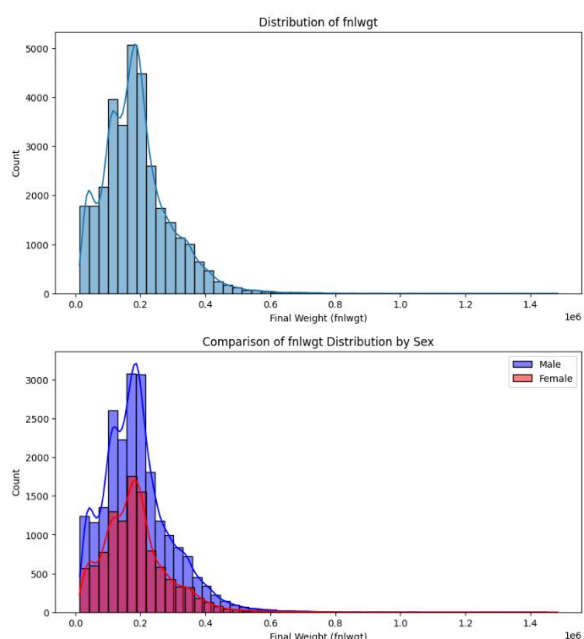 Distribution of fnlwgt
5000
4000
3000
2000
1000
0
Count
0.0 0.2 0.4 0.6 0.8 1.0 1.2 1.4
1e6
Final Weight (fnlwgt)
Comparison of fnlwgt Distribution by Sex
Male
Female
3000
2500
2000
1500
1000
500
0
Count
0.0 0.2 0.4 0.6 0.8 1.0 1.2 1.4
1e6
Final Weight (fnlwgt)